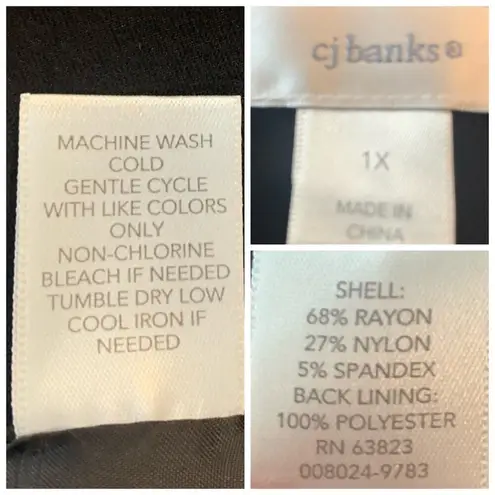 MACHINE WASH
COLD
GENTLE CYCLE
WITH LIKE COLORS
ONLY
NON-CHLORINE
BLEACH IF NEEDED
TUMBLE DRY LOW
COOL IRON IF
NEEDED
cj banks®
1X
MADE IN
CHINA
SHELL:
68% RAYON
27% NYLON
5% SPANDEX
BACK LINING:
100% POLYESTER
RN 63823
008024-9783